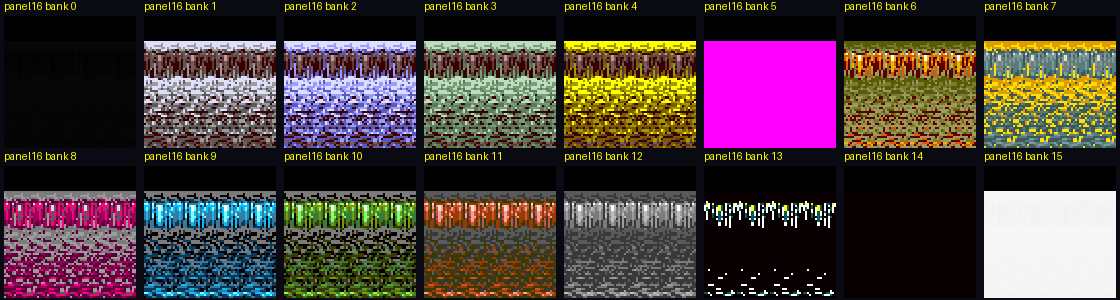 panel16 bank 0
panel16 bank 1
panel16 bank 2
panel16 bank 3
panel16 bank 4
panel16 bank 5
panel16 bank 6
panel16 bank 7
panel16 bank 8
panel16 bank 9
panel16 bank 10
panel16 bank 11
panel16 bank 12
panel16 bank 13
panel16 bank 14
panel16 bank 15